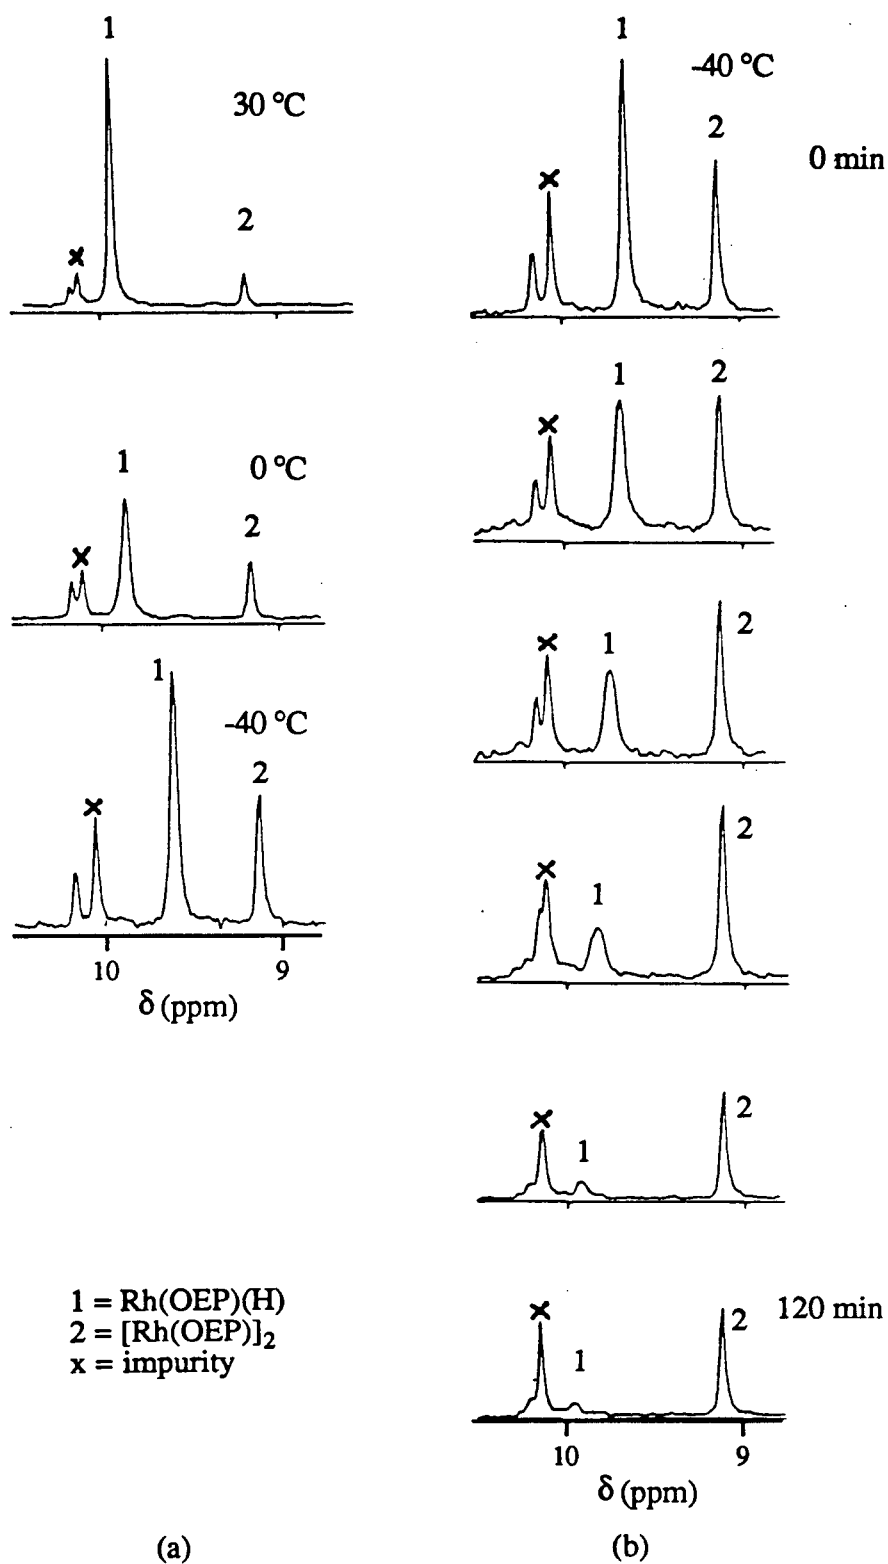 1
30 °C
2
x
1
0 °C
2
x
1
-40 °C
2
x
10 9
δ (ppm)
1 = Rh(OEP)(H)
2 = [Rh(OEP)]2
x = impurity
(a)
1
-40 °C
2
0 min
x
1 2
x
1 2
x
2
1
x
2
1
x
2
120 min
1
x
10 9
δ (ppm)
(b)